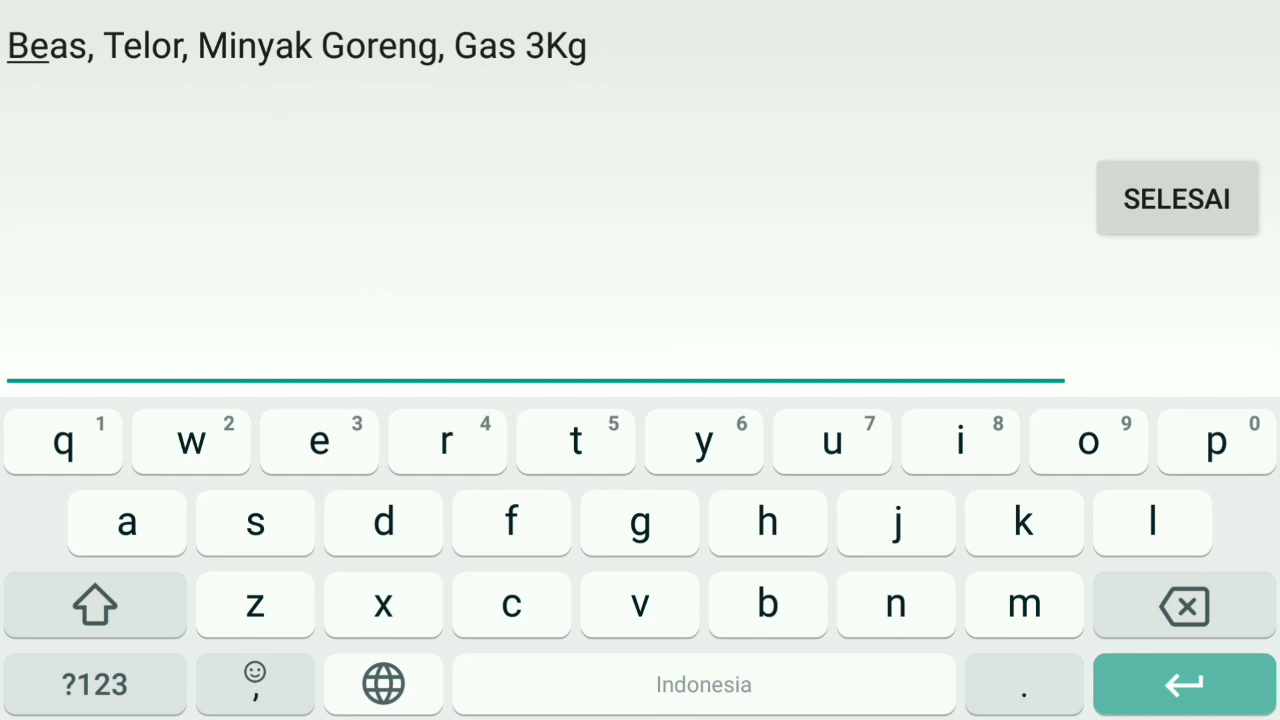 Beas, Telor, Minyak Goreng, Gas 3Kg
SELESAI
q 1 w 2 e 3 r 4 t 5 y 6 u 7 i 8 o 9 p 0
a s d f g h j k l
z x c v b n m
?123 , Indonesia .